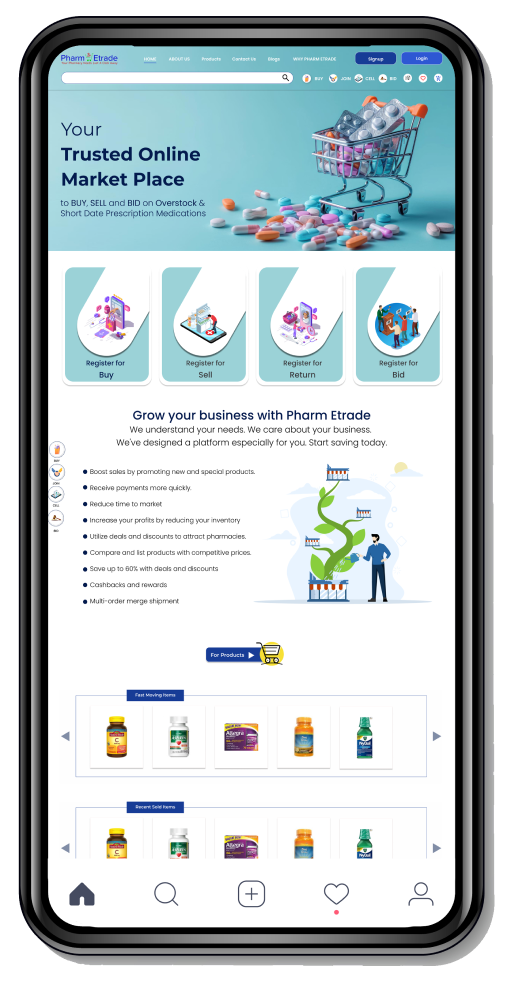 Pharm Etrade
HOME ABOUT US Products Contact Us Blogs WHY PHARM ETRADE Signup Login
BUY JOIN CELL BID
Your
Trusted Online
Market Place
to BUY, SELL and BID on Overstock &
Short Date Prescription Medications
Register for
Buy
Register for
Sell
Register for
Return
Register for
Bid
Grow your business with Pharm Etrade
We understand your needs. We care about your business.
We've designed a platform especially for you. Start saving today.
BUY
JOIN
CELL
BID
Boost sales by promoting new and special products.
Receive payments more quickly.
Reduce time to market
Increase your profits by reducing your inventory
Utilize deals and discounts to attract pharmacies.
Compare and list products with competitive prices.
Save up to 60% with deals and discounts
Cashbacks and rewards
Multi-order merge shipment
For Products
Fast Moving Items
C
Allegra
Recent Sold Items
C
Allegra